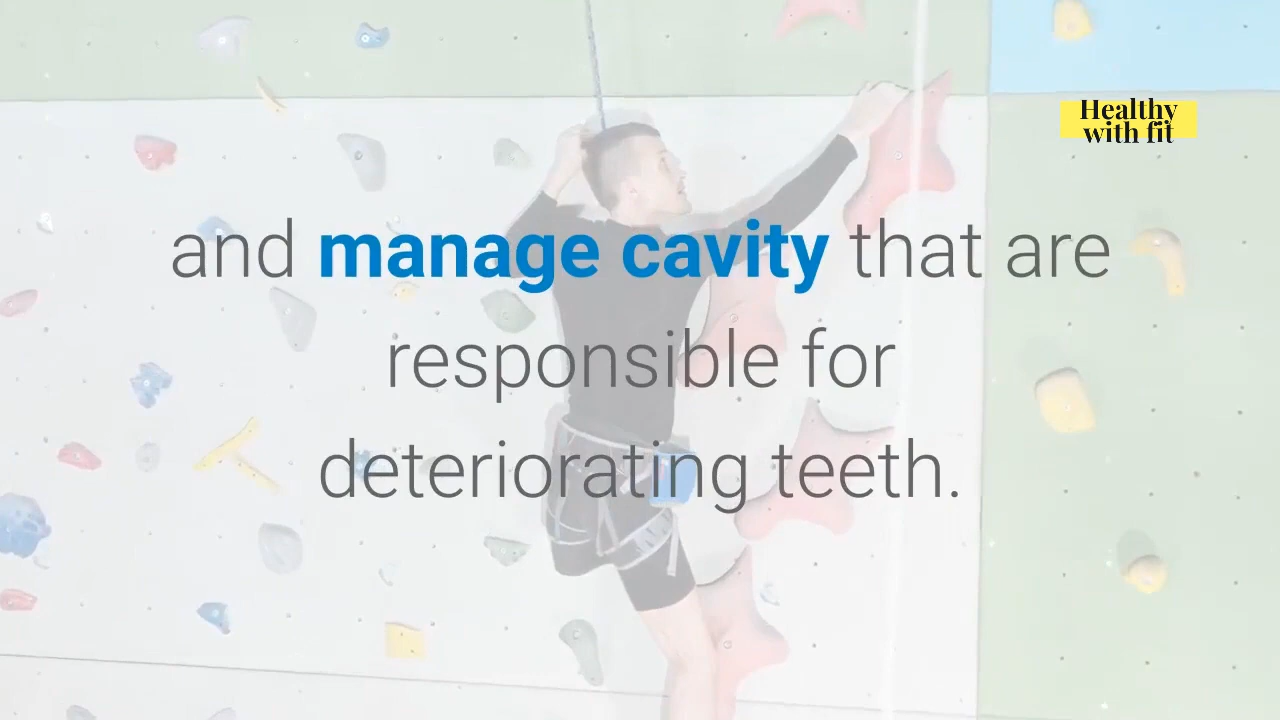 Healthy
with fit
and manage cavity that are
responsible for
deteriorating teeth.